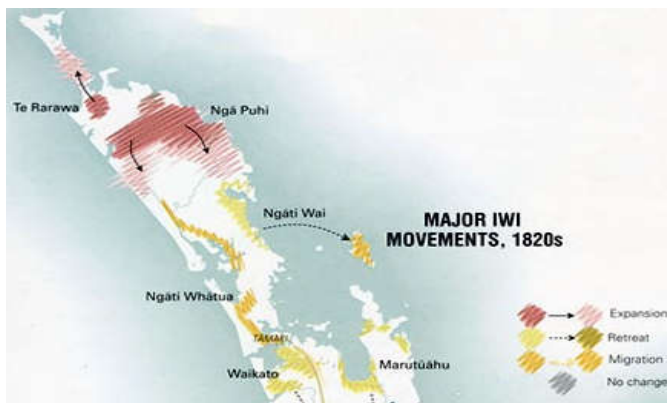 Te Rarawa
Ngā Puhi
Ngāti Wai
MAJOR IWI
MOVEMENTS, 1820s
Ngāti Whātua
TĀMAKI
Waikato
Marutūāhu
Expansion
Retreat
Migration
No change